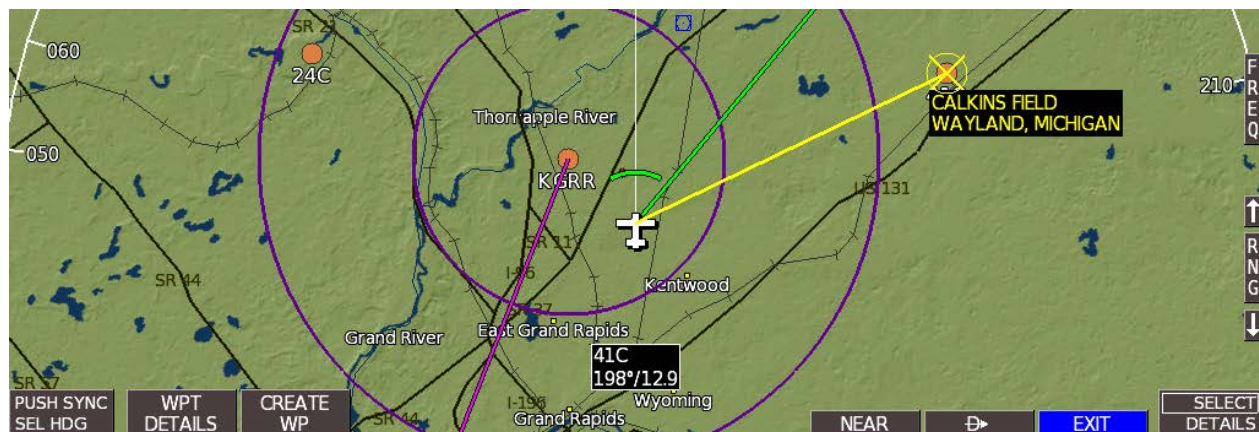 SR 21
060
24C
210
FREQ
CALKINS FIELD
WAYLAND, MICHIGAN
Thornapple River
050
KGRR
US 131
SR 11
RNG
SR 44
I-96
Kentwood
East Grand Rapids
Grand River
41C
198°/12.9
SR 37
PUSH SYNC
SEL HDG
WPT
DETAILS
CREATE
WP
SR 44
I-196
Grand Rapids
Wyoming
NEAR
D
EXIT
SELECT
DETAILS